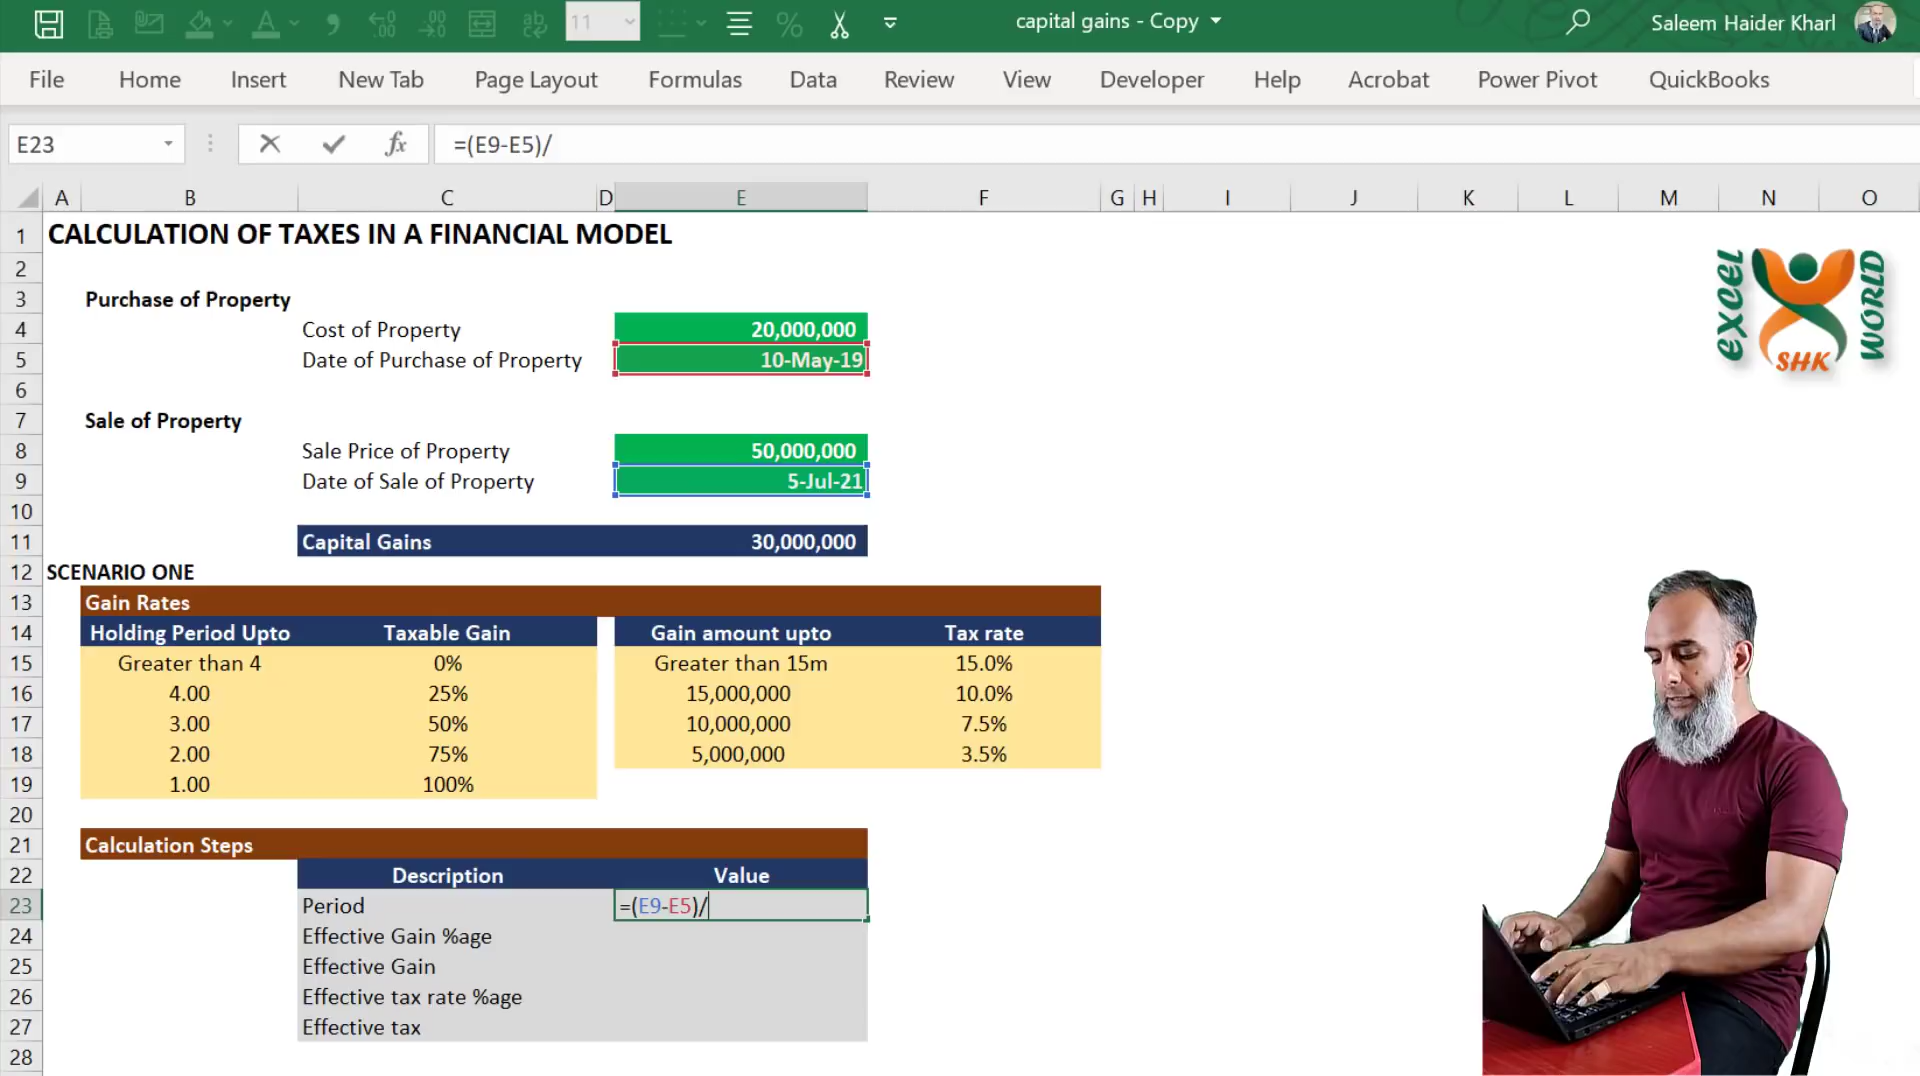 11
capital gains - Copy
Saleem Haider Kharl
File Home Insert New Tab Page Layout Formulas Data Review View Developer Help Acrobat Power Pivot QuickBooks
E23 fx =(E9-E5)/
A B C D E F G H I J K L M N O
1 CALCULATION OF TAXES IN A FINANCIAL MODEL
2
3 Purchase of Property
4 Cost of Property 20,000,000
5 Date of Purchase of Property 10-May-19
6
7 Sale of Property
8 Sale Price of Property 50,000,000
9 Date of Sale of Property 5-Jul-21
10
11 Capital Gains 30,000,000
12 SCENARIO ONE
13 Gain Rates
14 Holding Period Upto Taxable Gain Gain amount upto Tax rate
15 Greater than 4 0% Greater than 15m 15.0%
16 4.00 25% 15,000,000 10.0%
17 3.00 50% 10,000,000 7.5%
18 2.00 75% 5,000,000 3.5%
19 1.00 100%
20
21 Calculation Steps
22 Description Value
23 Period =(E9-E5)/
24 Effective Gain %age
25 Effective Gain
26 Effective tax rate %age
27 Effective tax
28
eXCEL
WORLD
SHK